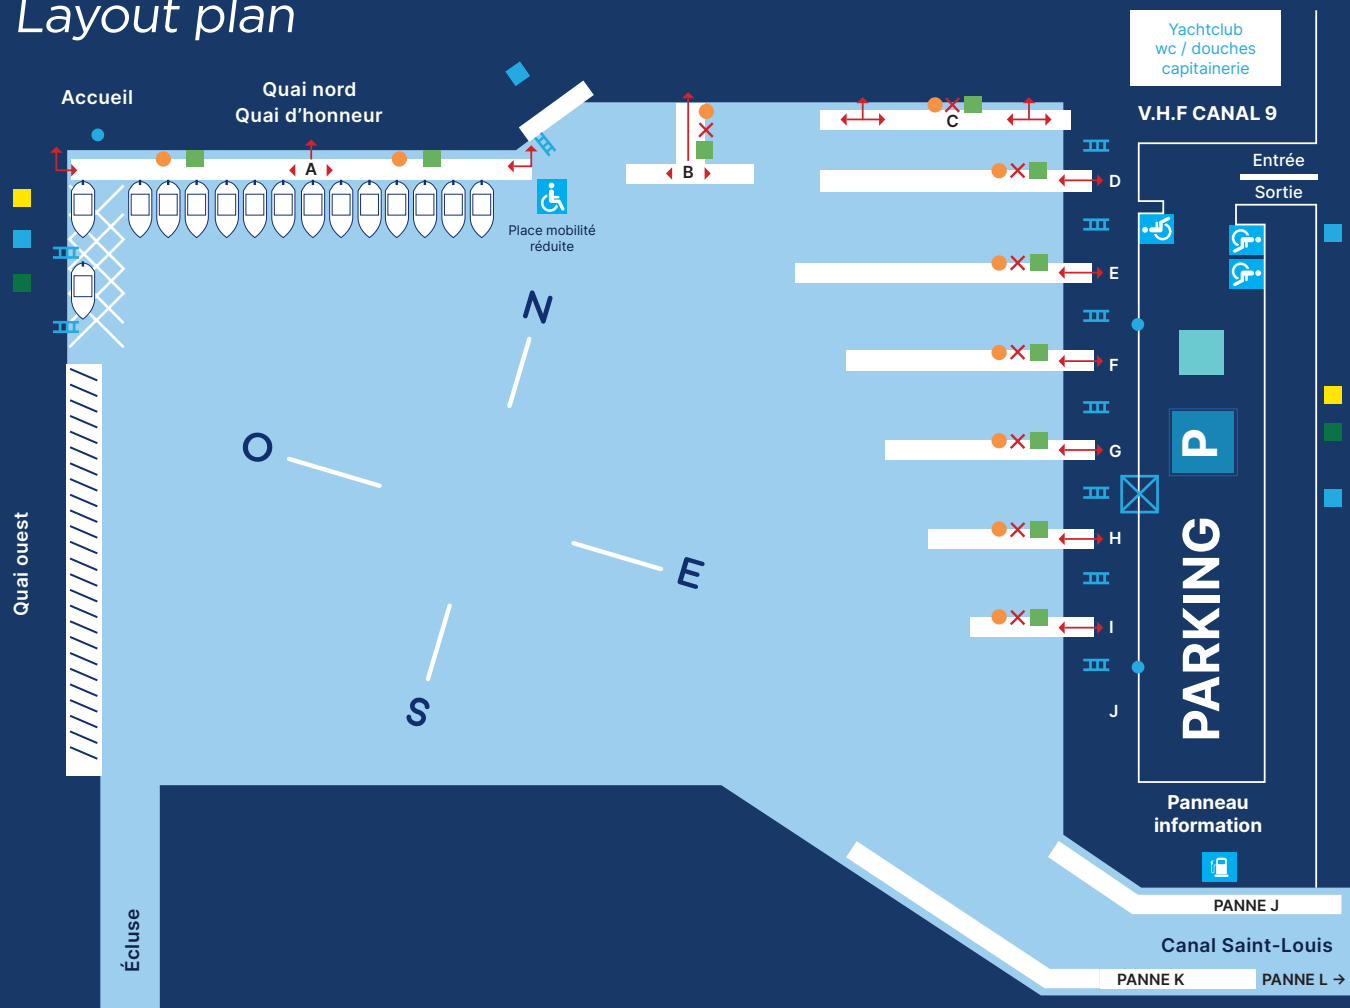 Layout plan
Yachtclub
wc / douches
capitainerie
V.H.F CANAL 9
Accueil
Quai nord
Quai d'honneur
Entrée
Sortie
A
B
C
D
Place mobilité
réduite
E
N
F
O
G
P
H
E
Quai ouest
I
PARKING
S
J
Panneau
information
PANNE J
Écluse
Canal Saint-Louis
PANNE K
PANNE L →